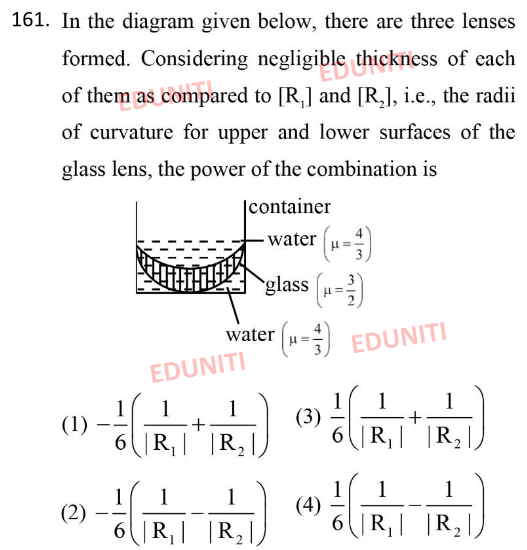 161. In the diagram given below, there are three lenses
formed. Considering negligible thickness of each
EDUNITI
of them as compared to [R₁] and [R₂], i.e., the radii
EDUNITI
of curvature for upper and lower surfaces of the
glass lens, the power of the combination is
container
water (μ = 4/3)
glass (μ = 3/2)
water (μ = 4/3)
EDUNITI
EDUNITI
(1) −1/6 (1/|R₁| + 1/|R₂|) (3) 1/6 (1/|R₁| + 1/|R₂|)
(2) −1/6 (1/|R₁| − 1/|R₂|) (4) 1/6 (1/|R₁| − 1/|R₂|)